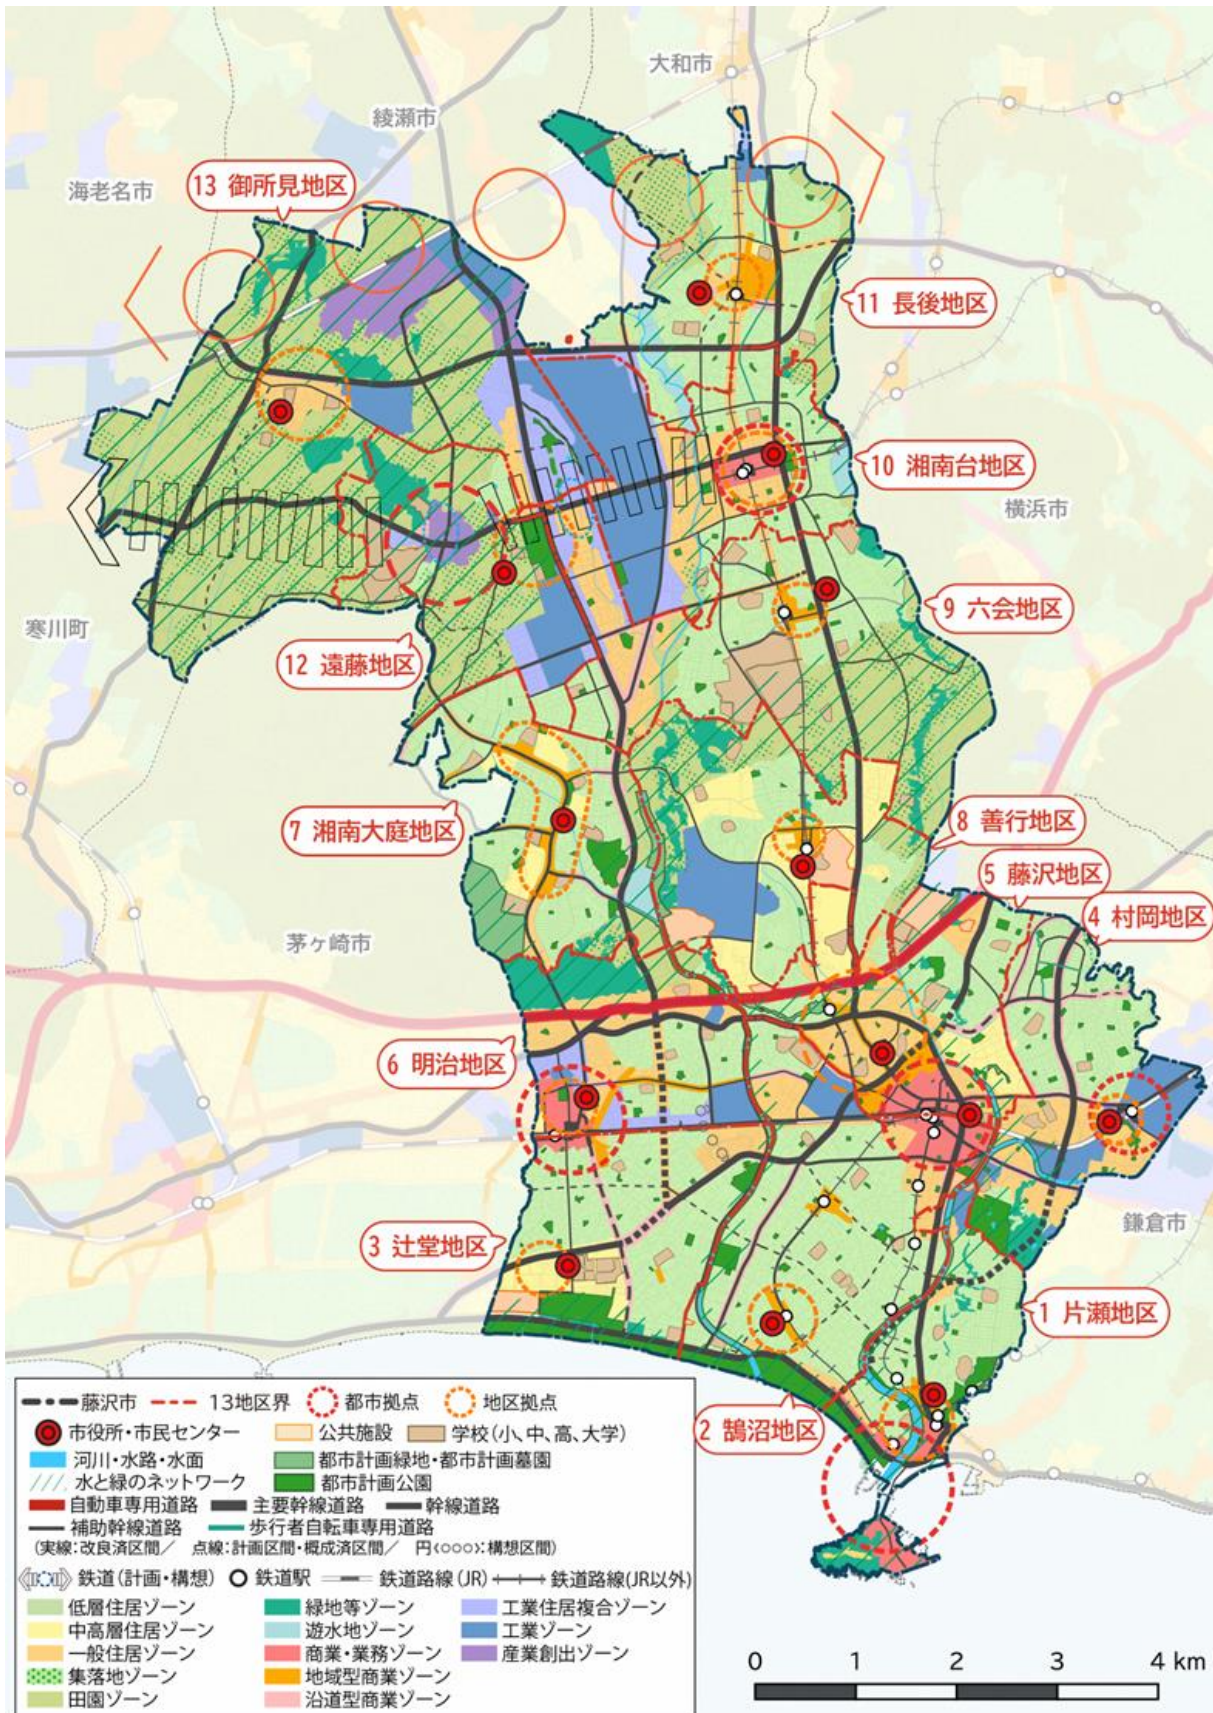 大和市
綾瀬市
海老名市
13 御所見地区
11 長後地区
10 湘南台地区
横浜市
9 六会地区
寒川町
12 遠藤地区
7 湘南大庭地区
8 善行地区
5 藤沢地区
4 村岡地区
茅ヶ崎市
6 明治地区
鎌倉市
3 辻堂地区
1 片瀬地区
2 鵠沼地区
藤沢市 13地区界 都市拠点 地区拠点
市役所・市民センター 公共施設 学校(小、中、高、大学)
河川・水路・水面 都市計画緑地・都市計画墓園
水と緑のネットワーク 都市計画公園
自動車専用道路 主要幹線道路 幹線道路
補助幹線道路 歩行者自転車専用道路
(実線:改良済区間/ 点線:計画区間・概成済区間/ 円(○○○):構想区間)
鉄道(計画・構想) 鉄道駅 鉄道路線(JR) 鉄道路線(JR以外)
低層住居ゾーン 緑地等ゾーン 工業住居複合ゾーン
中高層住居ゾーン 遊水地ゾーン 工業ゾーン
一般住居ゾーン 商業・業務ゾーン 産業創出ゾーン
集落地ゾーン 地域型商業ゾーン
田園ゾーン 沿道型商業ゾーン
0 1 2 3 4 km